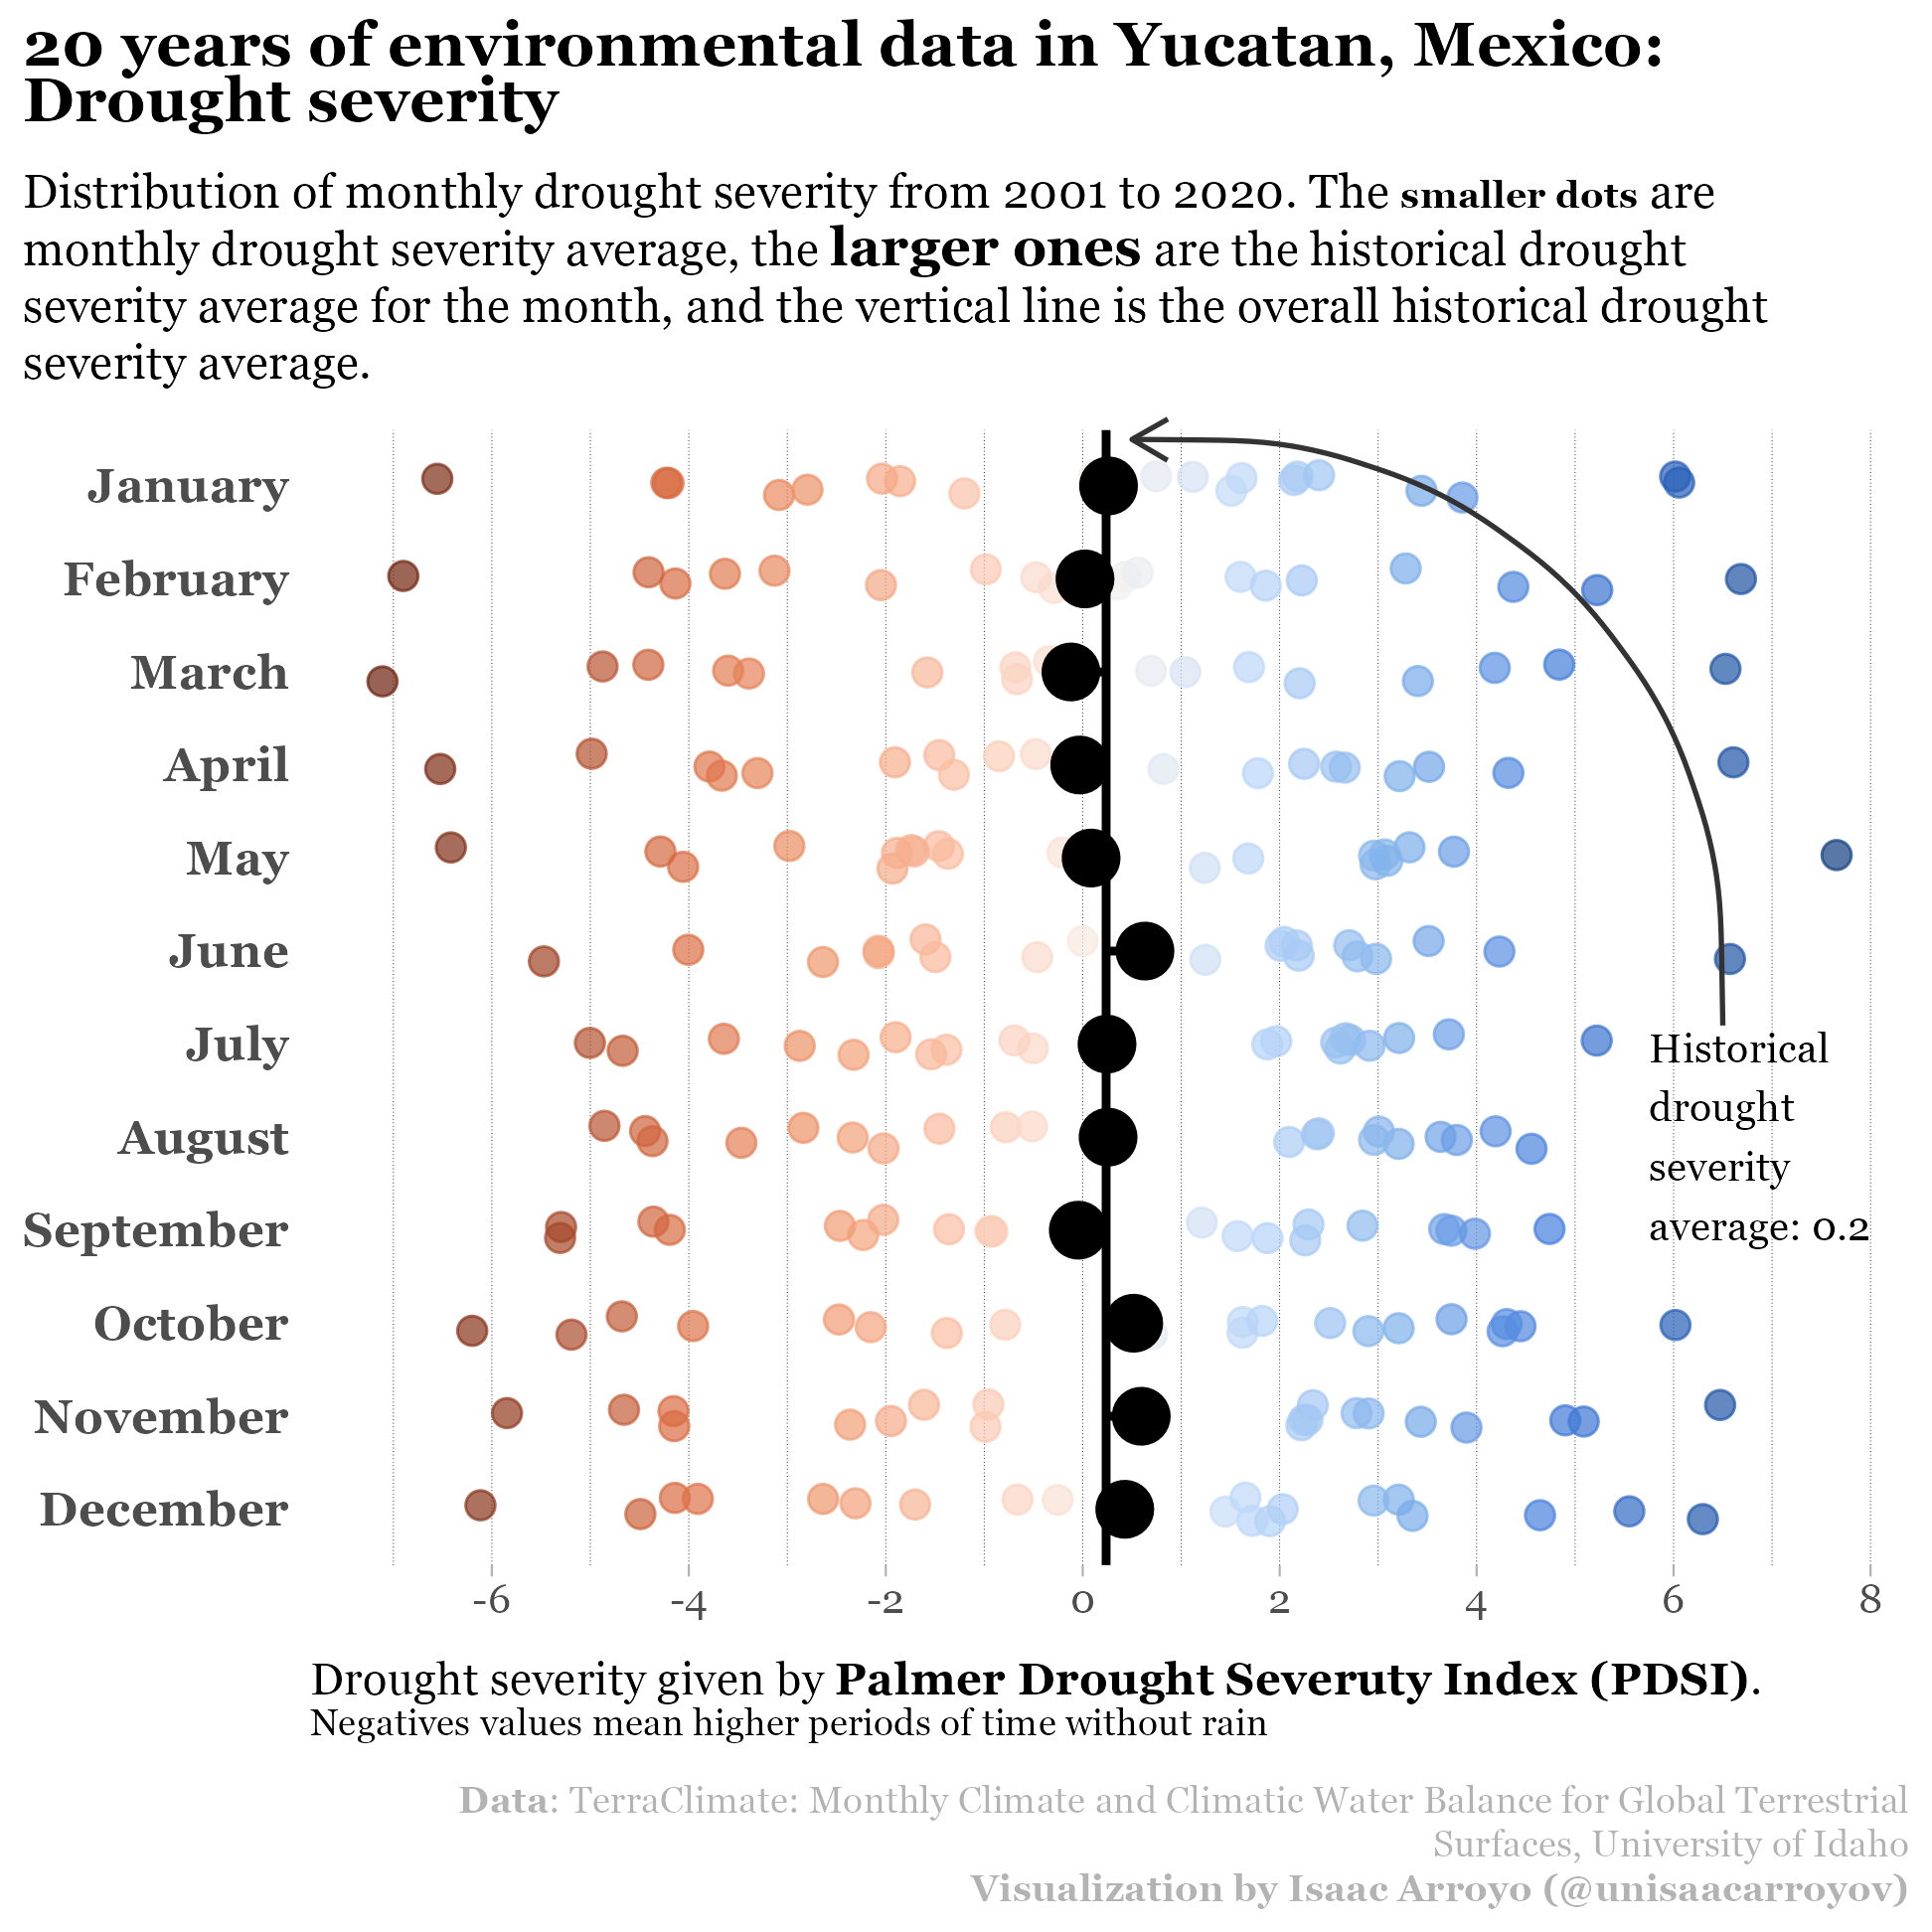 20 years of environmental data in Yucatan, Mexico:
Drought severity
Distribution of monthly drought severity from 2001 to 2020. The smaller dots are
monthly drought severity average, the larger ones are the historical drought
severity average for the month, and the vertical line is the overall historical drought
severity average.
January
February
March
April
May
June
July
August
September
October
November
December
Historical
drought
severity
average: 0.2
-6 -4 -2 0 2 4 6 8
Drought severity given by Palmer Drought Severuty Index (PDSI).
Negatives values mean higher periods of time without rain
Data: TerraClimate: Monthly Climate and Climatic Water Balance for Global Terrestrial
Surfaces, University of Idaho
Visualization by Isaac Arroyo (@unisaacarroyov)